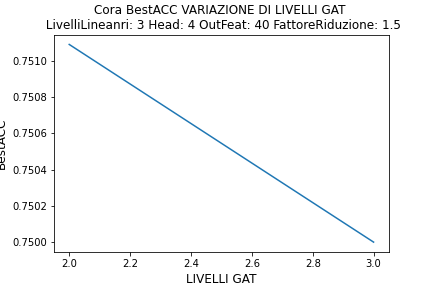 Cora BestACC VARIAZIONE DI LIVELLI GAT
LivelliLineanri: 3 Head: 4 OutFeat: 40 FattoreRiduzione: 1.5
BestACC
0.7510
0.7508
0.7506
0.7504
0.7502
0.7500
2.0 2.2 2.4 2.6 2.8 3.0
LIVELLI GAT